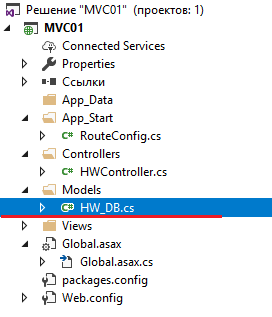 Решение "MVC01" (проектов: 1)
MVC01
Connected Services
Properties
Ссылки
App_Data
App_Start
C# RouteConfig.cs
Controllers
C# HWController.cs
Models
C# HW_DB.cs
Views
Global.asax
Global.asax.cs
packages.config
Web.config